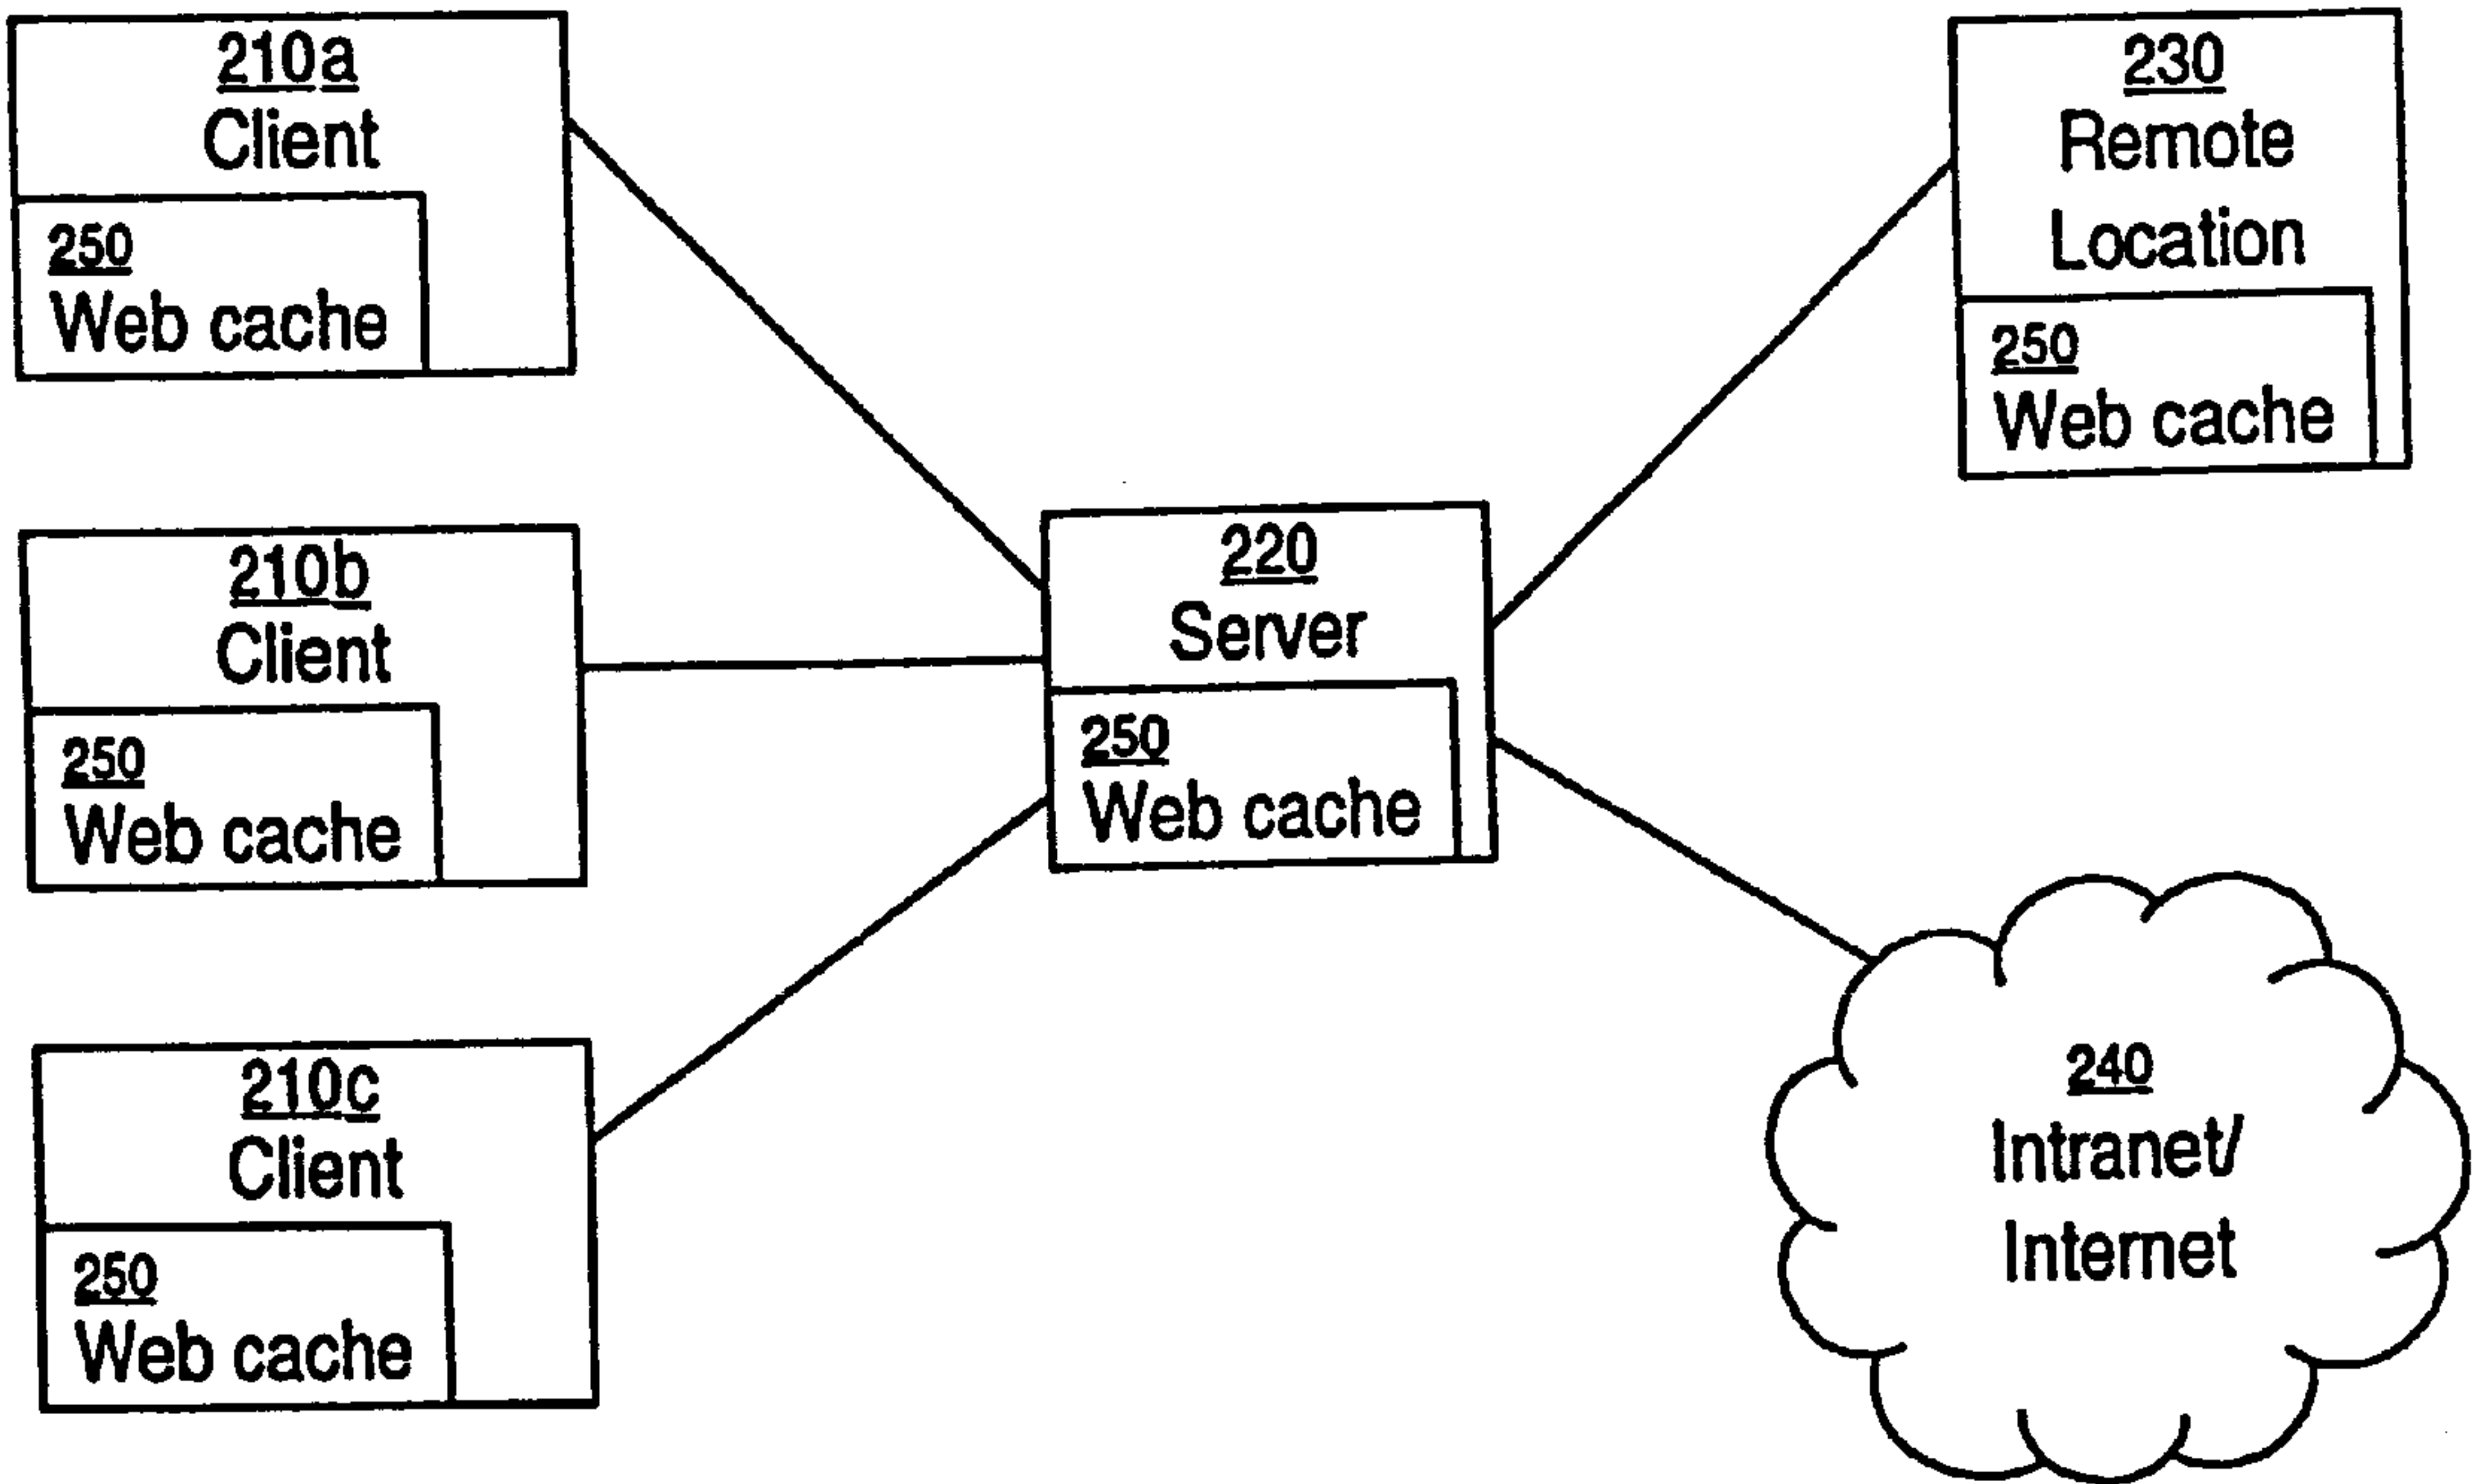 210a
Client
250
Web cache
230
Remote
Location
250
Web cache
210b
Client
250
Web cache
220
Server
250
Web cache
210c
Client
250
Web cache
240
Intranet/
Internet